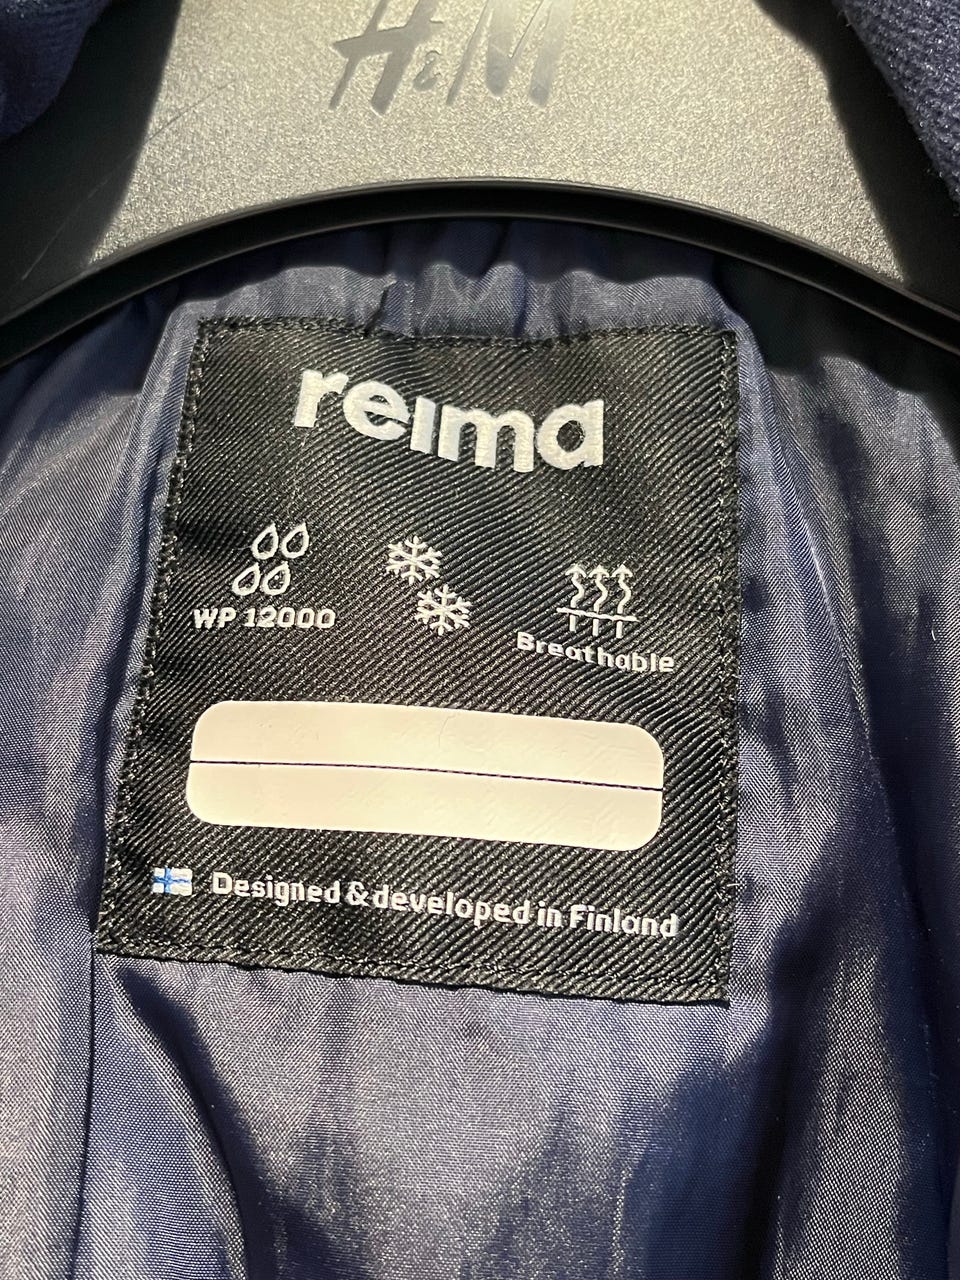 H&M
reima
WP 12000
Breathable
Designed & developed in Finland